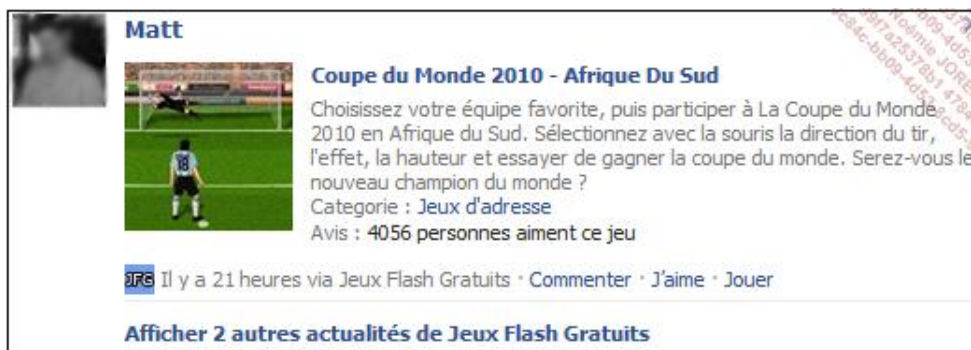 Matt
Coupe du Monde 2010 - Afrique Du Sud
Choisissez votre équipe favorite, puis participer à La Coupe du Monde
2010 en Afrique du Sud. Sélectionnez avec la souris la direction du tir,
l'effet, la hauteur et essayer de gagner la coupe du monde. Serez-vous le
nouveau champion du monde ?
Categorie : Jeux d'adresse
Avis : 4056 personnes aiment ce jeu
JFG Il y a 21 heures via Jeux Flash Gratuits · Commenter · J'aime · Jouer
Afficher 2 autres actualités de Jeux Flash Gratuits
18